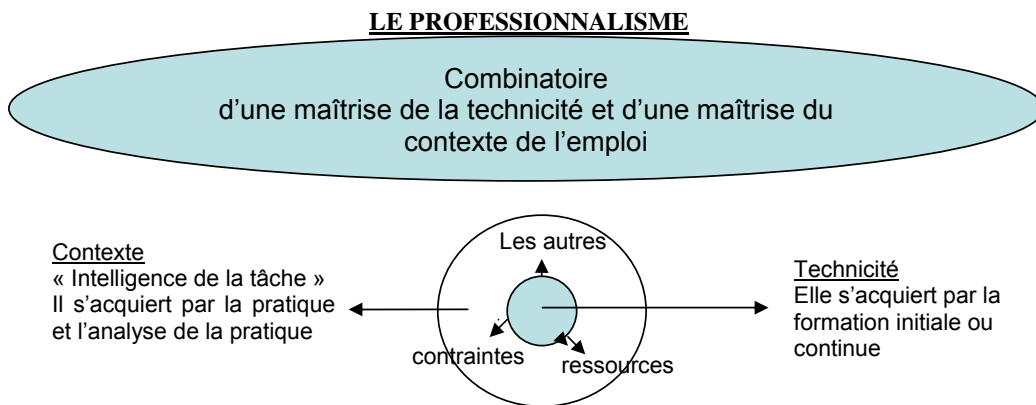 LE PROFESSIONNALISME
Combinatoire
d'une maîtrise de la technicité et d'une maîtrise du
contexte de l'emploi
Contexte
« Intelligence de la tâche »
Il s'acquiert par la pratique
et l'analyse de la pratique
Les autres
contraintes
ressources
Technicité
Elle s'acquiert par la
formation initiale ou
continue